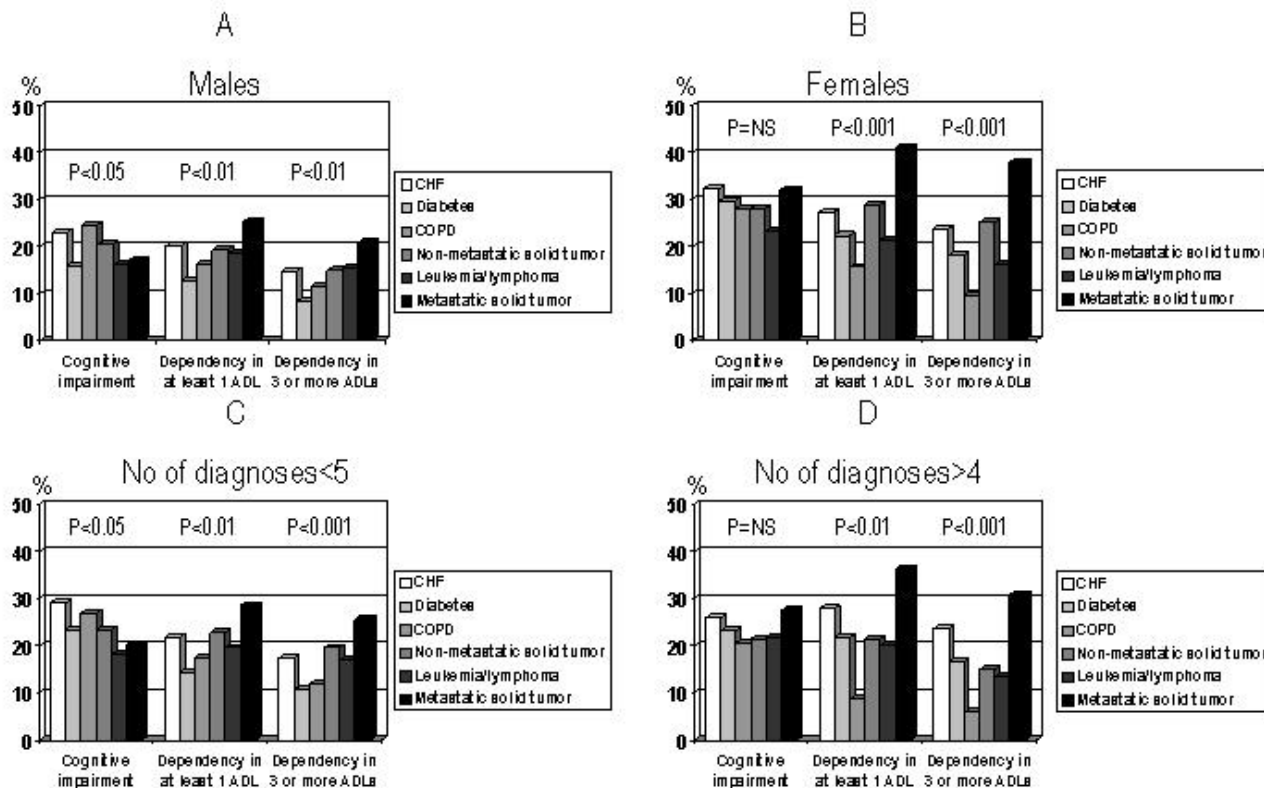 A
Males
%
50
40
30
20
10
0
P<0.05 P<0.01 P<0.01
CHF
Diabetes
COPD
Non-metastatic solid tumor
Leukemia/lymphoma
Metastatic solid tumor
Cognitive impairment
Dependency in at least 1 ADL
Dependency in 3 or more ADLs
B
Females
%
50
40
30
20
10
0
P=NS P<0.001 P<0.001
CHF
Diabetes
COPD
Non-metastatic solid tumor
Leukemia/lymphoma
Metastatic solid tumor
Cognitive impairment
Dependency in at least 1 ADL
Dependency in 3 or more ADLs
C
No of diagnoses<5
%
50
40
30
20
10
0
P<0.05 P<0.01 P<0.001
CHF
Diabetes
COPD
Non-metastatic solid tumor
Leukemia/lymphoma
Metastatic solid tumor
Cognitive impairment
Dependency in at least 1 ADL
Dependency in 3 or more ADLs
D
No of diagnoses>4
%
50
40
30
20
10
0
P=NS P<0.01 P<0.001
CHF
Diabetes
COPD
Non-metastatic solid tumor
Leukemia/lymphoma
Metastatic solid tumor
Cognitive impairment
Dependency in at least 1 ADL
Dependency in 3 or more ADLs